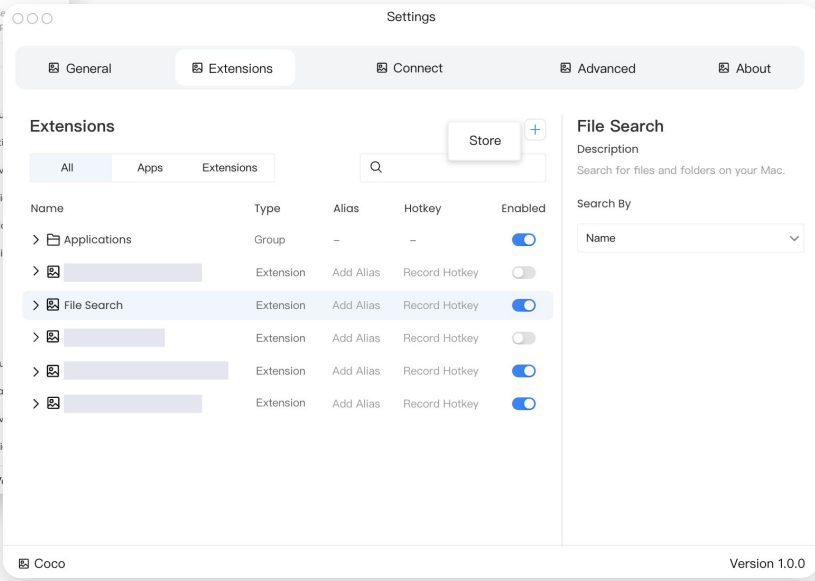 Settings
General Extensions Connect Advanced About
Extensions
Store
+
All Apps Extensions
Name Type Alias Hotkey Enabled
Applications Group – –
Extension Add Alias Record Hotkey
File Search Extension Add Alias Record Hotkey
Extension Add Alias Record Hotkey
Extension Add Alias Record Hotkey
Extension Add Alias Record Hotkey
File Search
Description
Search for files and folders on your Mac.
Search By
Name
Coco Version 1.0.0